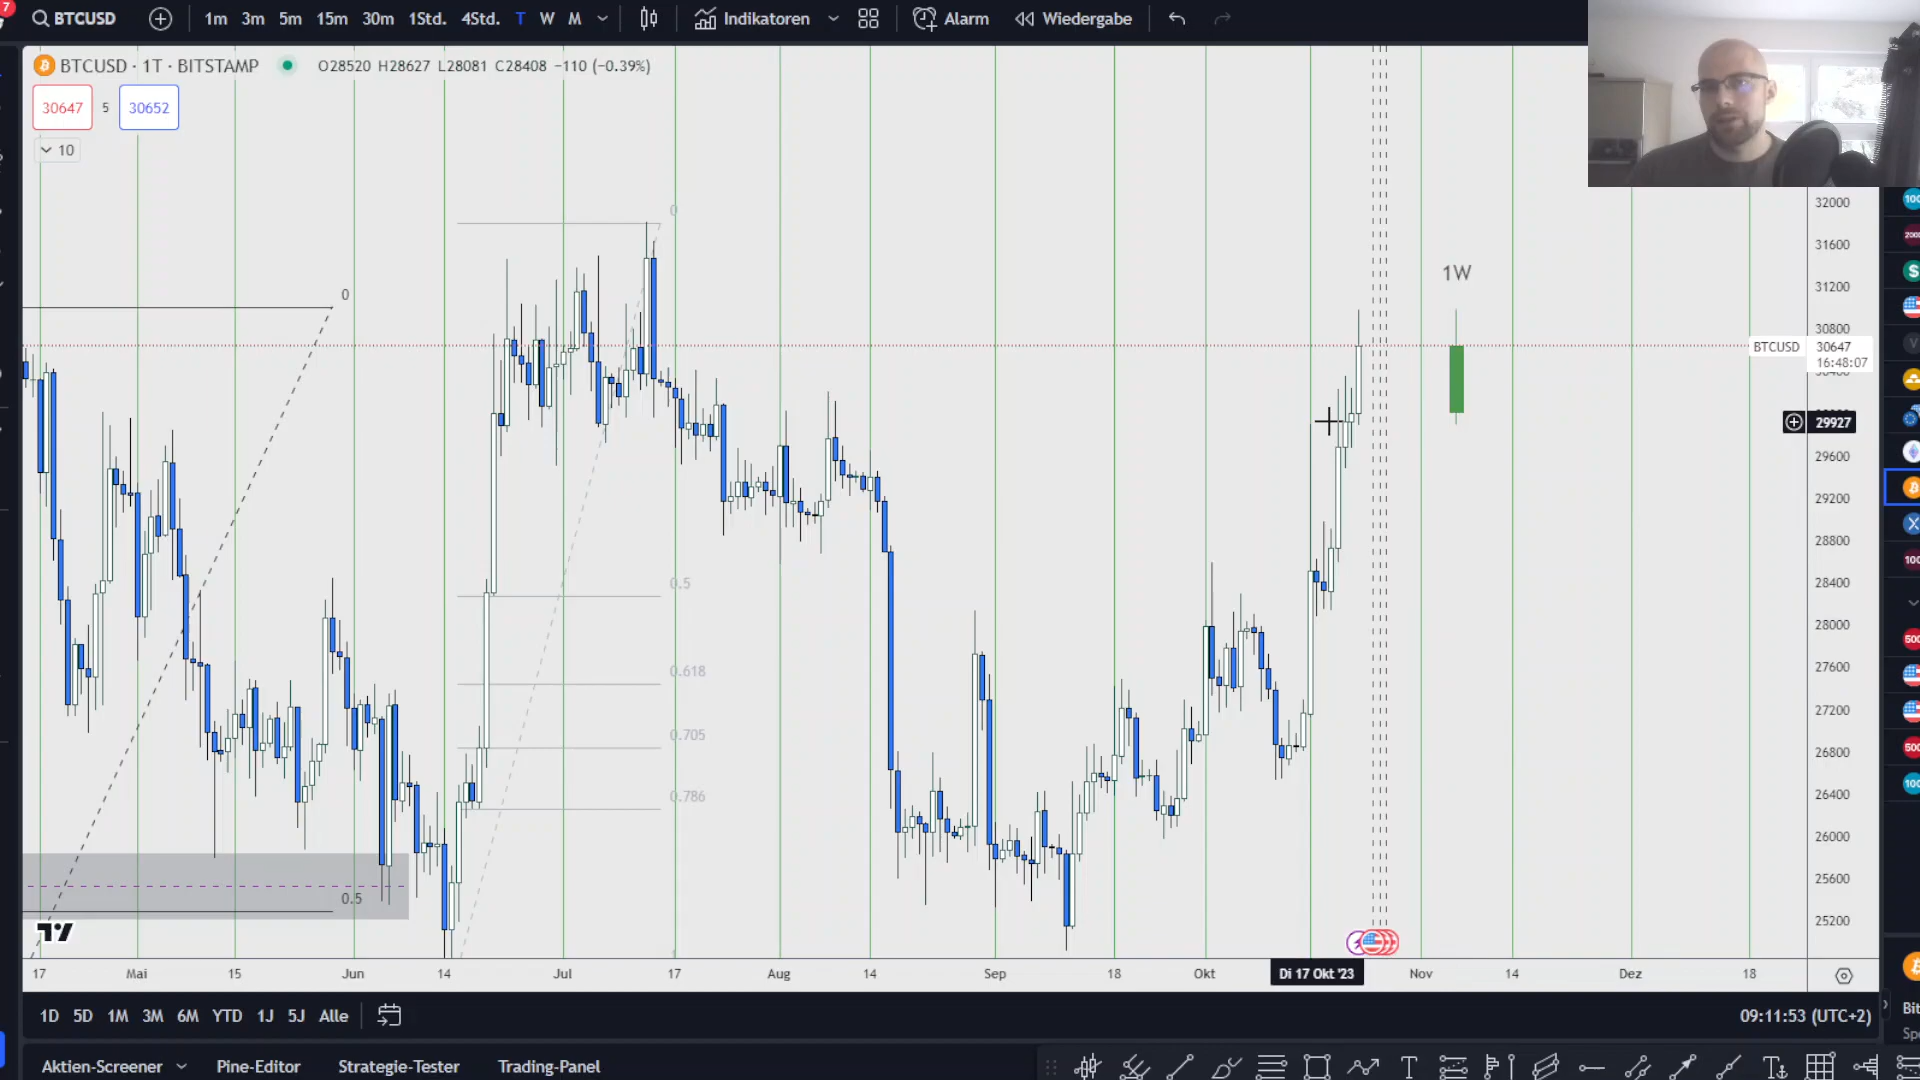 7
BTCUSD
1m 3m 5m 15m 30m 1Std. 4Std. T W M
Indikatoren
Alarm
Wiedergabe
BTCUSD · 1T · BITSTAMP
O28520 H28627 L28081 C28408 −110 (−0.39%)
30647 5 30652
10
0
0
0.5
0.618
0.705
0.786
0.5
1W
32000
31600
31200
30800
BTCUSD 30647
16:48:07
29927
29600
29200
28800
28400
28000
27600
27200
26800
26400
26000
25600
25200
17 Mai 15 Jun 14 Jul 17 Aug 14 Sep 18 Okt Di 17 Okt '23 Nov 14 Dez 18
1D 5D 1M 3M 6M YTD 1J 5J Alle
09:11:53 (UTC+2)
Aktien-Screener Pine-Editor Strategie-Tester Trading-Panel